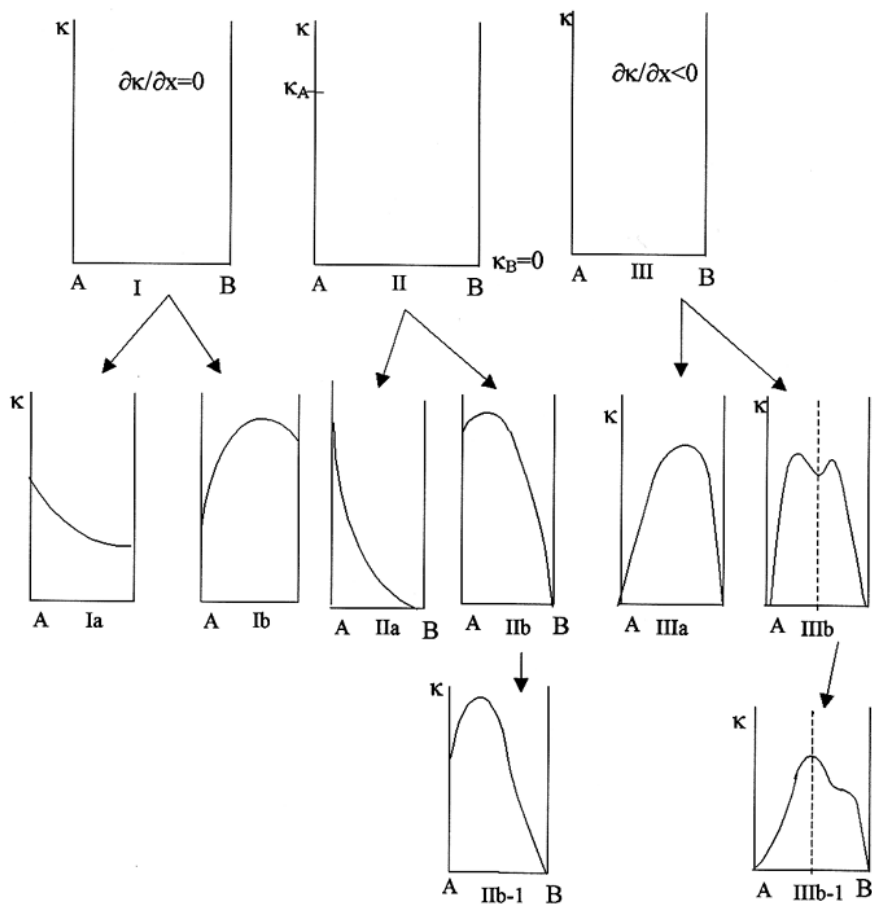 κ κ κ
∂κ/∂x=0 ∂κ/∂x<0
κA
κB=0
A I B A II B A III B
κ κ κ
A Ia A Ib A IIa B A IIb B A IIIa A IIIb
κ κ
A IIb-1 B A IIIb-1 B